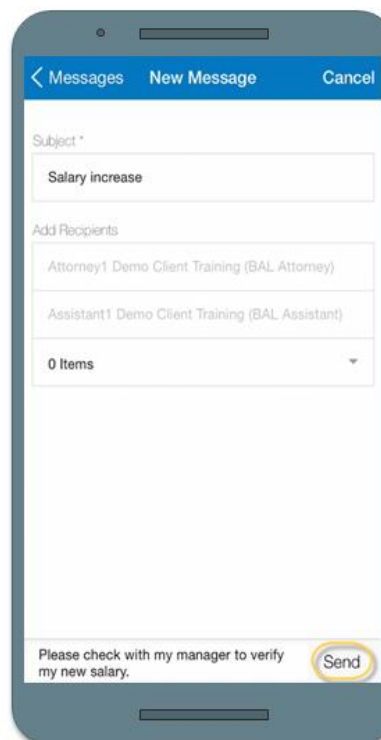 Messages New Message Cancel
Subject *
Salary increase
Add Recipients
Attorney1 Demo Client Training (BAL Attorney)
Assistant1 Demo Client Training (BAL Assistant)
0 Items
Please check with my manager to verify
my new salary.
Send